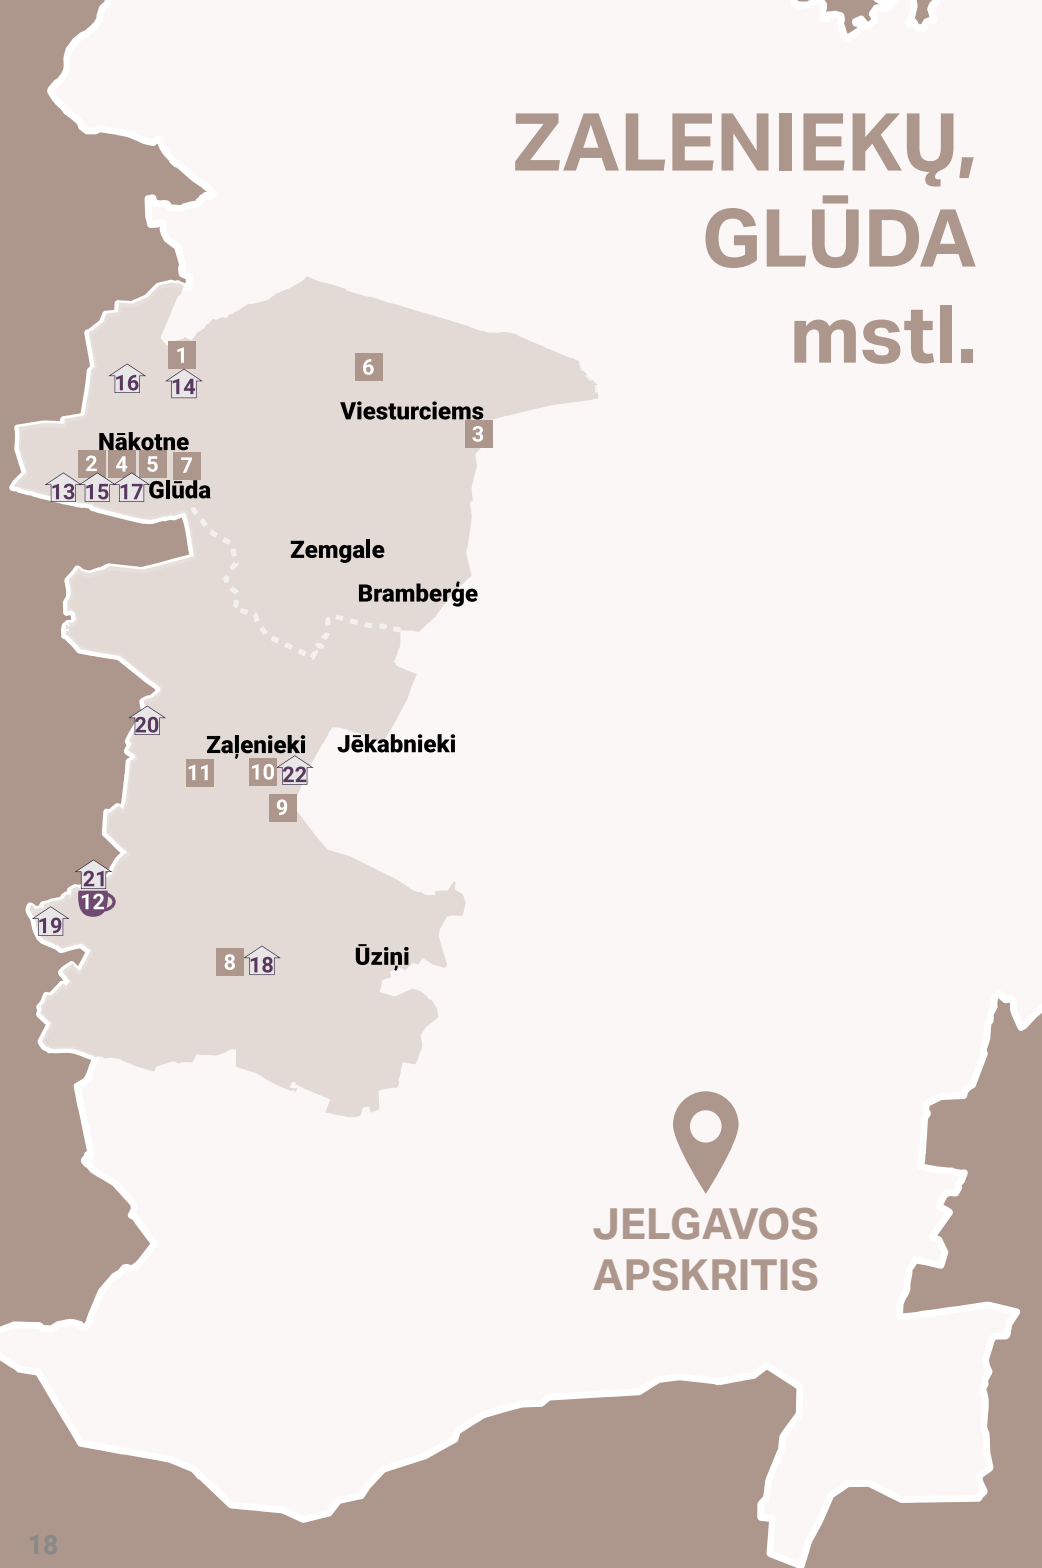 ZALENIEKŲ,
GLŪDA
mstl.
1
6
16
14
Viesturciems
3
Nākotne
2 4 5 7
13 15 17 Glūda
Zemgale
Bramberģe
20
Zaļenieki Jēkabnieki
11 10 22
9
21
12
19
8 18 Ūziņi
JELGAVOS
APSKRITIS
18